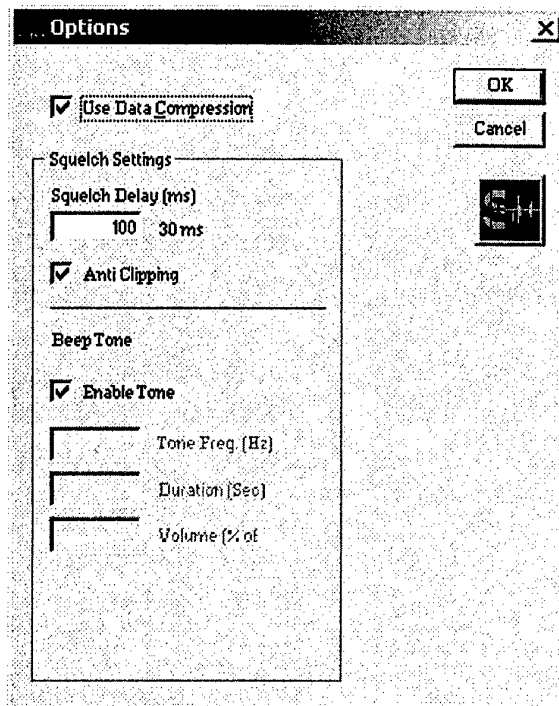 Options
OK
Use Data Compression
Cancel
Squelch Settings
Squelch Delay (ms)
100 30 ms
Anti Clipping
Beep Tone
Enable Tone
Tone Freq. (Hz)
Duration (Sec)
Volume (% of